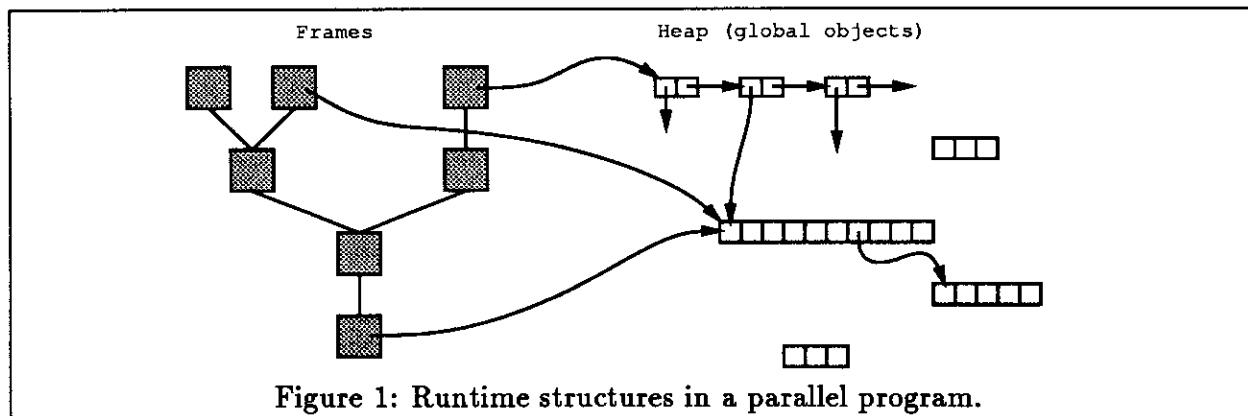 Frames
Heap (global objects)
Figure 1: Runtime structures in a parallel program.